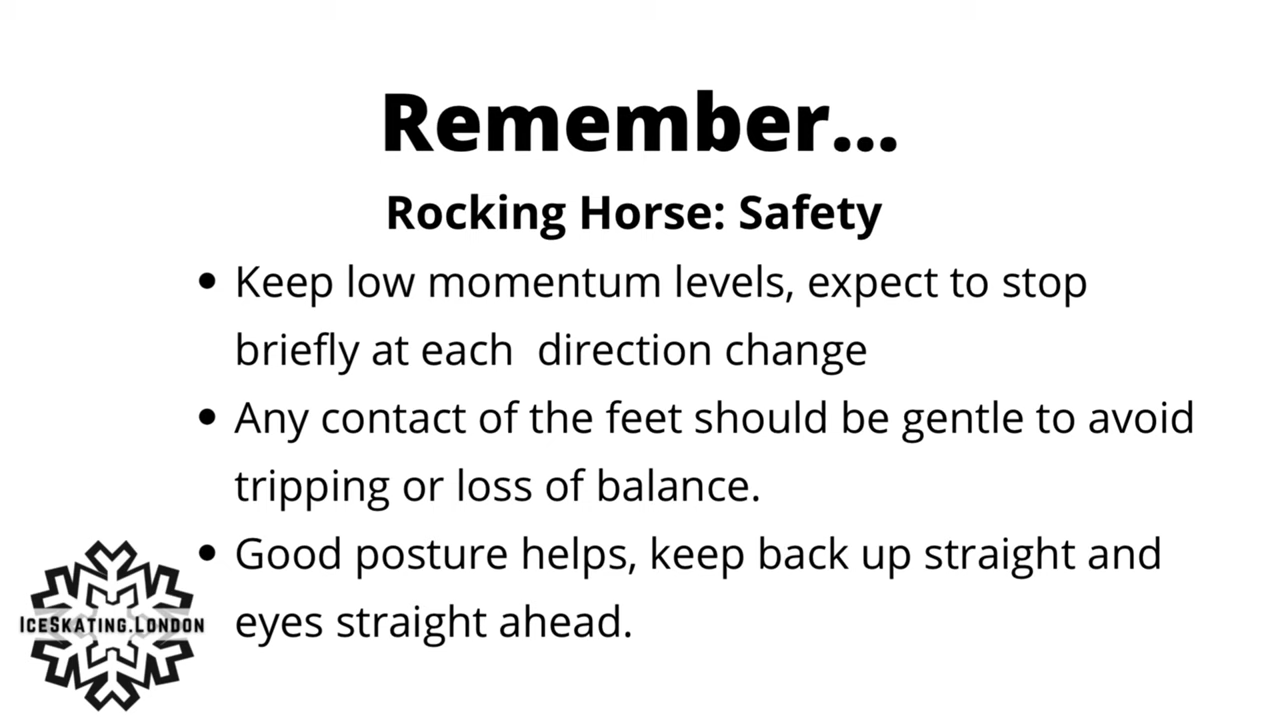 Remember...
Rocking Horse: Safety
• Keep low momentum levels, expect to stop
briefly at each  direction change
• Any contact of the feet should be gentle to avoid
tripping or loss of balance.
• Good posture helps, keep back up straight and
eyes straight ahead.
IceSkating.London